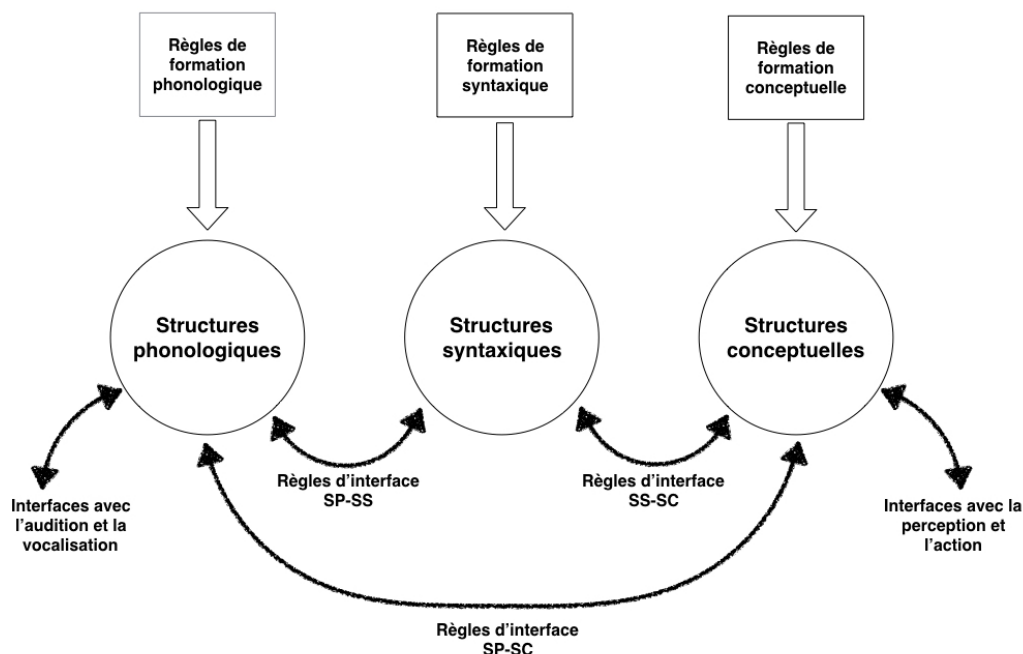 Règles de
formation
phonologique
Règles de
formation
syntaxique
Règles de
formation
conceptuelle
Structures
phonologiques
Structures
syntaxiques
Structures
conceptuelles
Règles d’interface
SP-SS
Règles d’interface
SS-SC
Interfaces avec
l’audition et la
vocalisation
Interfaces avec la
perception et
l’action
Règles d’interface
SP-SC